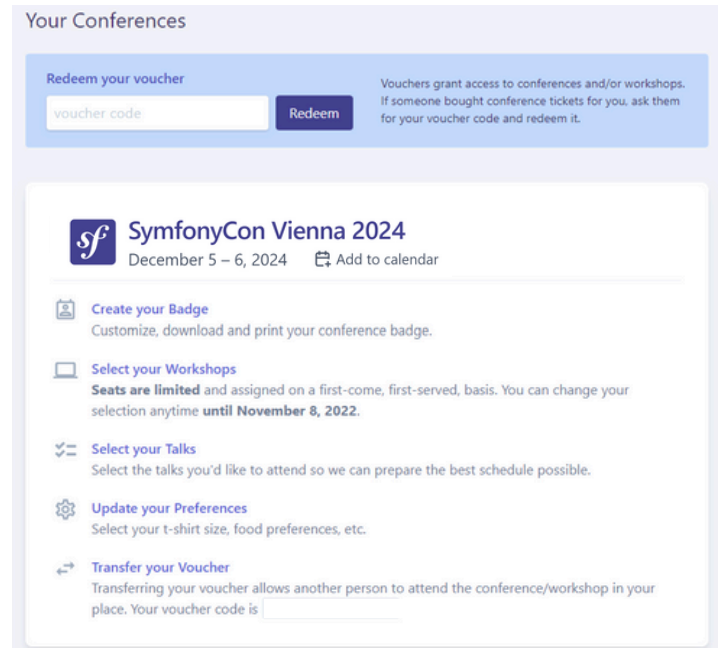 Your Conferences
Redeem your voucher
voucher code
Redeem
Vouchers grant access to conferences and/or workshops.
If someone bought conference tickets for you, ask them
for your voucher code and redeem it.
sf
SymfonyCon Vienna 2024
December 5 – 6, 2024
Add to calendar
Create your Badge
Customize, download and print your conference badge.
Select your Workshops
Seats are limited and assigned on a first-come, first-served, basis. You can change your
selection anytime until November 8, 2022.
Select your Talks
Select the talks you'd like to attend so we can prepare the best schedule possible.
Update your Preferences
Select your t-shirt size, food preferences, etc.
Transfer your Voucher
Transferring your voucher allows another person to attend the conference/workshop in your
place. Your voucher code is